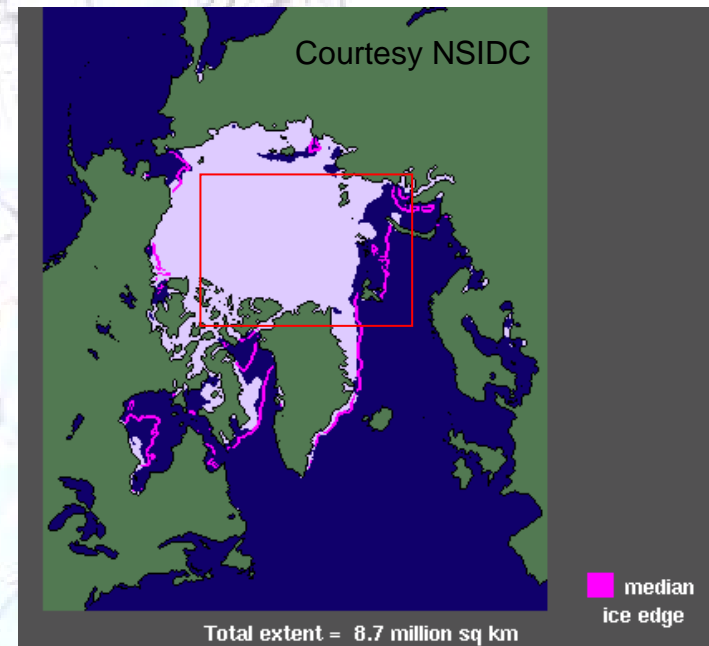 Courtesy NSIDC
median
ice edge
Total extent = 8.7 million sq km